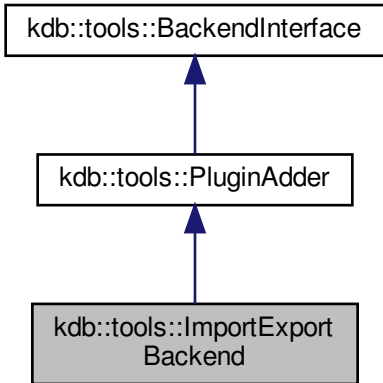 kdb::tools::BackendInterface
kdb::tools::PluginAdder
kdb::tools::ImportExport
Backend